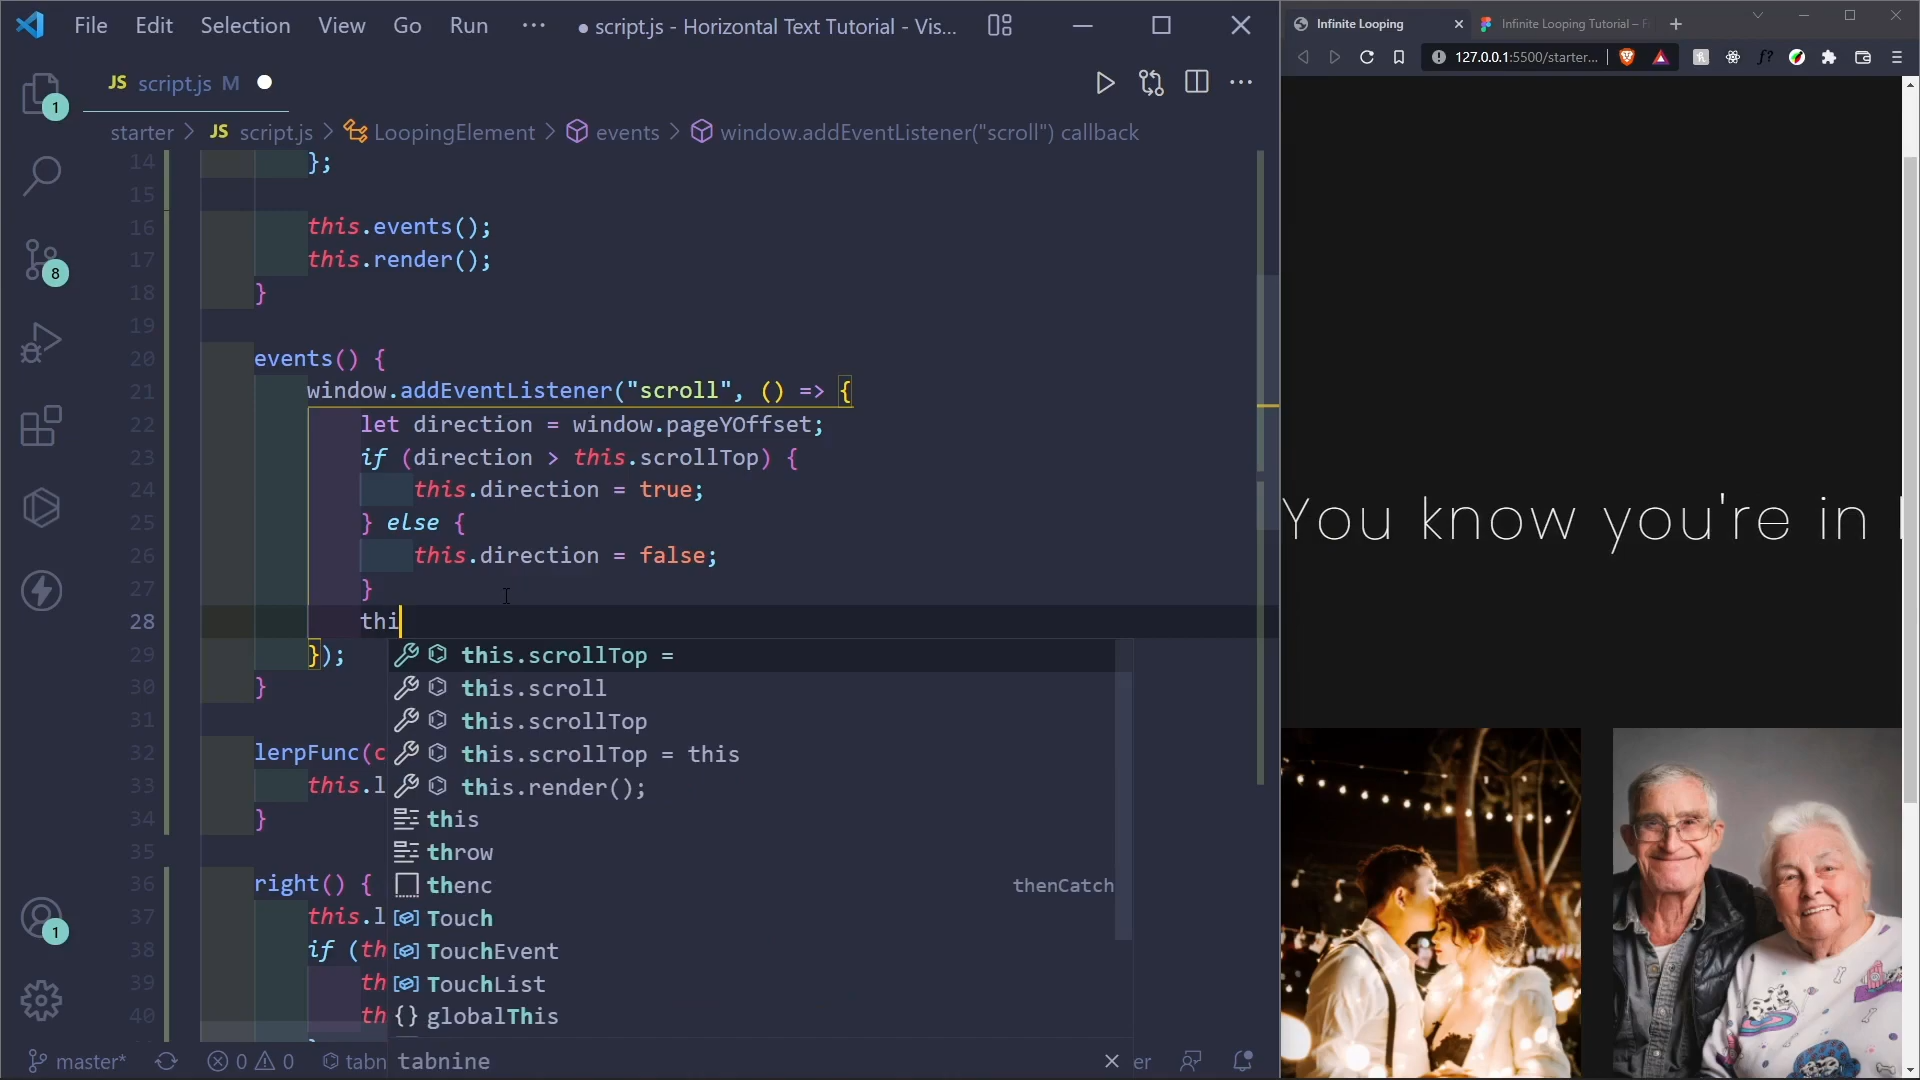 File Edit Selection View Go Run ··· ● script.js - Horizontal Text Tutorial - Vis...
Infinite Looping
Infinite Looping Tutorial – F
127.0.0.1:5500/starter...
JS script.js M
starter > JS script.js > LoopingElement > events > window.addEventListener("scroll") callback
14 };
15
16 this.events();
17 this.render();
18 }
19
20 events() {
21 window.addEventListener("scroll", () => {
22 let direction = window.pageYOffset;
23 if (direction > this.scrollTop) {
24 this.direction = true;
25 } else {
26 this.direction = false;
27 }
28 thi
29 });
30 }
31
32 lerpFunc(c
33 this.l
34 }
35
36 right() {
37 this.l
38 if (th
39 th
40 th
this.scrollTop =
this.scroll
this.scrollTop
this.scrollTop = this
this.render();
this
throw
thenc thenCatch
Touch
TouchEvent
TouchList
globalThis
tabnine
1
8
1
master* 0 0 tabn er
You know you're in